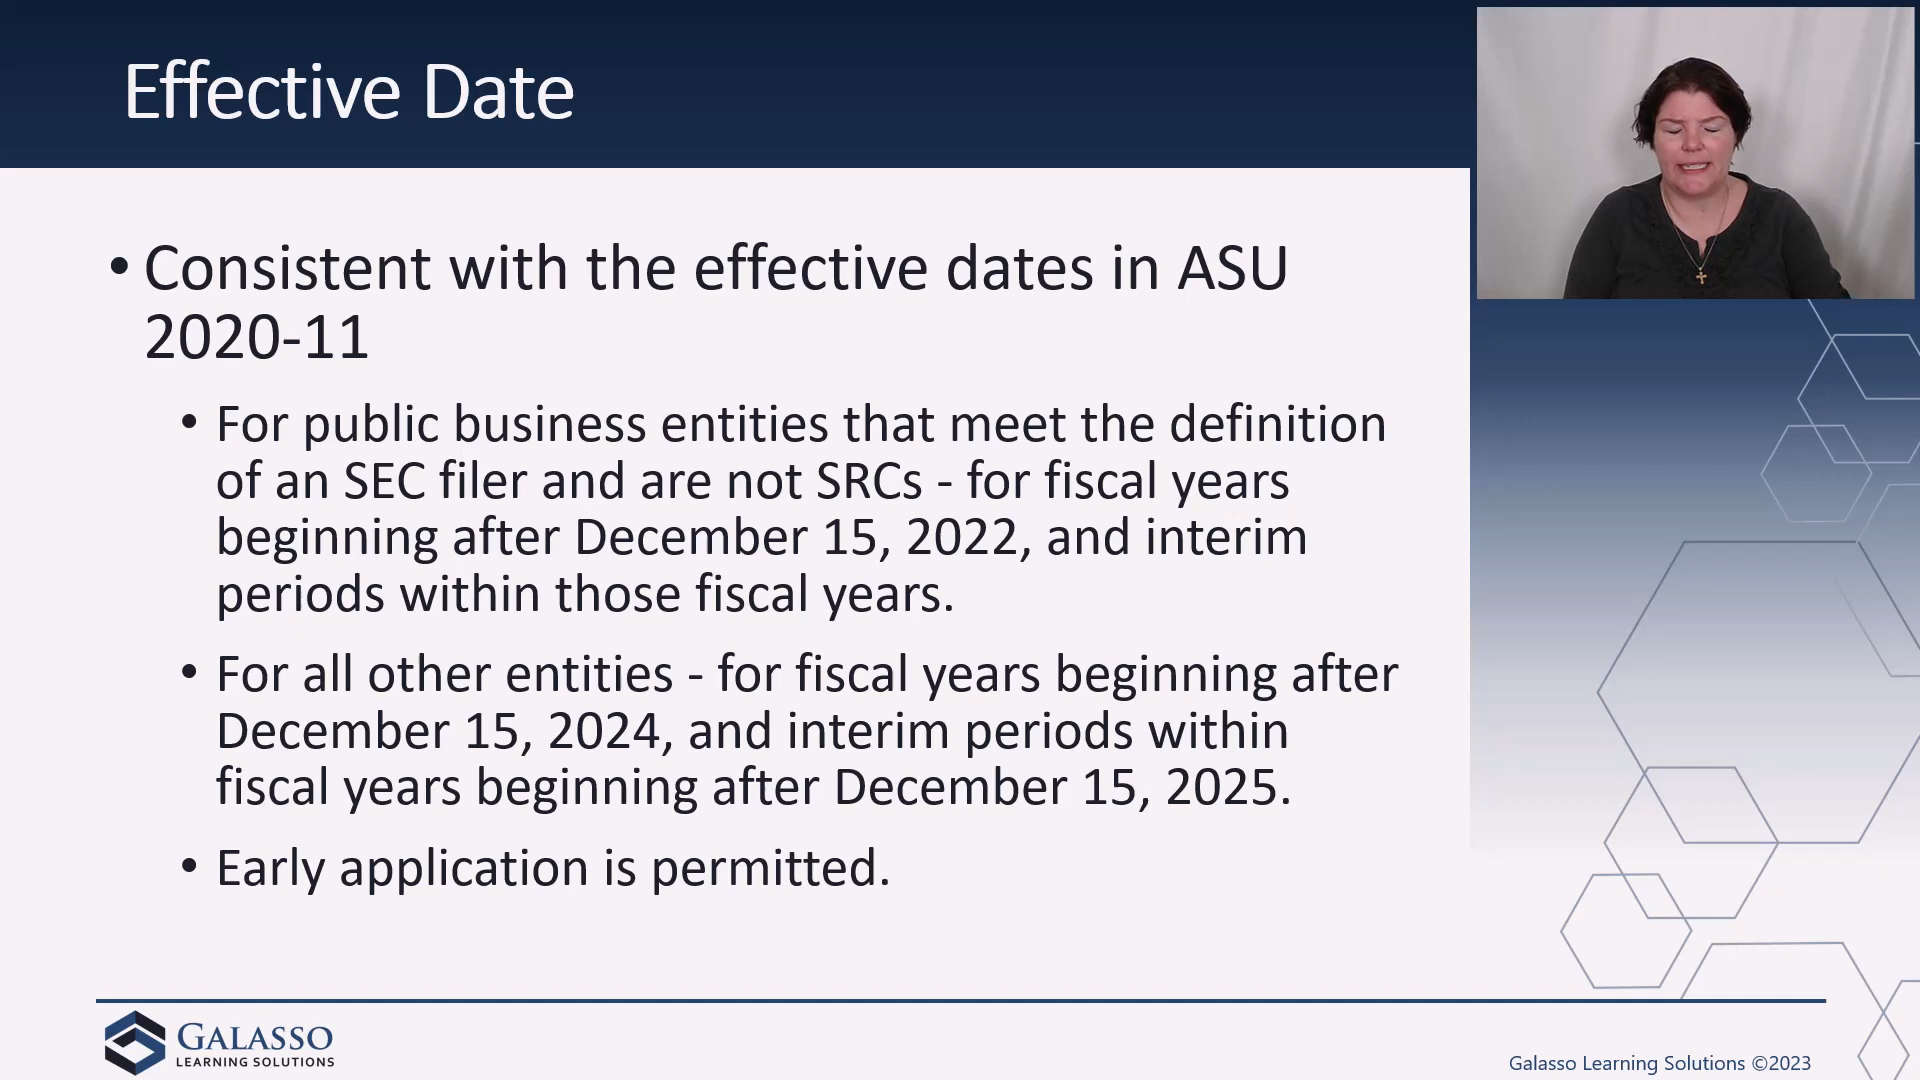 Effective Date
• Consistent with the effective dates in ASU
2020-11
• For public business entities that meet the definition
of an SEC filer and are not SRCs - for fiscal years
beginning after December 15, 2022, and interim
periods within those fiscal years.
• For all other entities - for fiscal years beginning after
December 15, 2024, and interim periods within
fiscal years beginning after December 15, 2025.
• Early application is permitted.
GALASSO
LEARNING SOLUTIONS
Galasso Learning Solutions ©2023